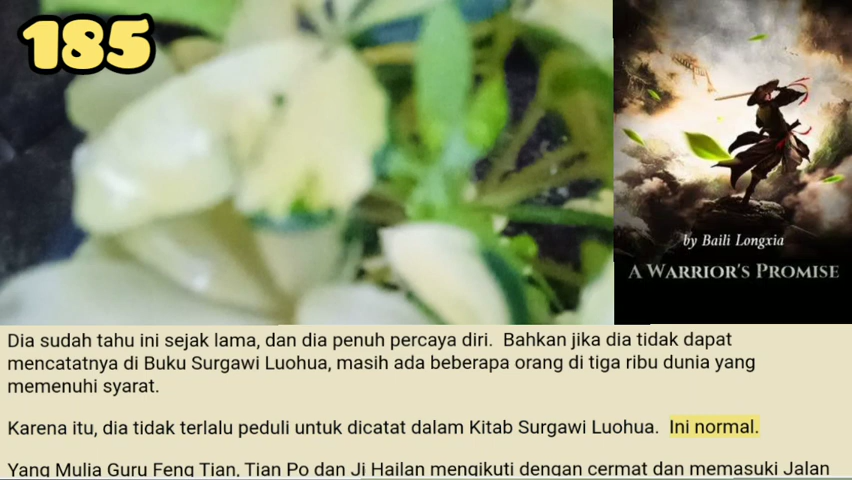 185
by Baili Longxia
A WARRIOR'S PROMISE
Dia sudah tahu ini sejak lama, dan dia penuh percaya diri.  Bahkan jika dia tidak dapat
mencatatnya di Buku Surgawi Luohua, masih ada beberapa orang di tiga ribu dunia yang
memenuhi syarat.
Karena itu, dia tidak terlalu peduli untuk dicatat dalam Kitab Surgawi Luohua.  Ini normal.
Yang Mulia Guru Feng Tian, Tian Po dan Ji Hailan mengikuti dengan cermat dan memasuki Jalan